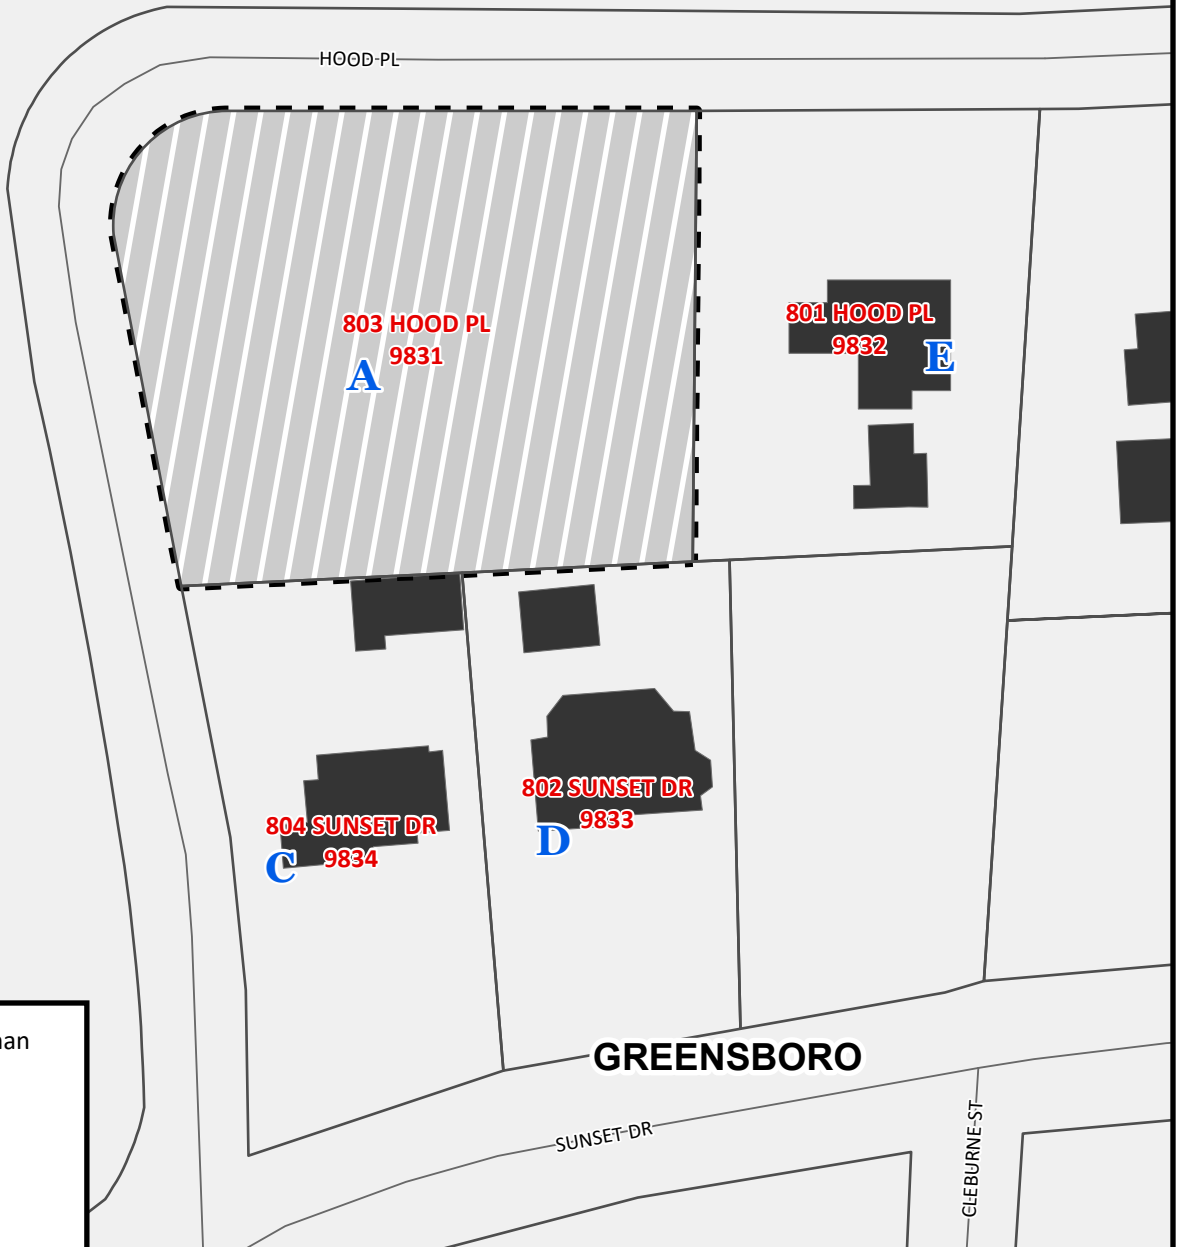 HOOD PL
803 HOOD PL
9831
A
801 HOOD PL
9832
E
802 SUNSET DR
9833
D
804 SUNSET DR
9834
C
GREENSBORO
SUNSET DR
CLEBURNE ST